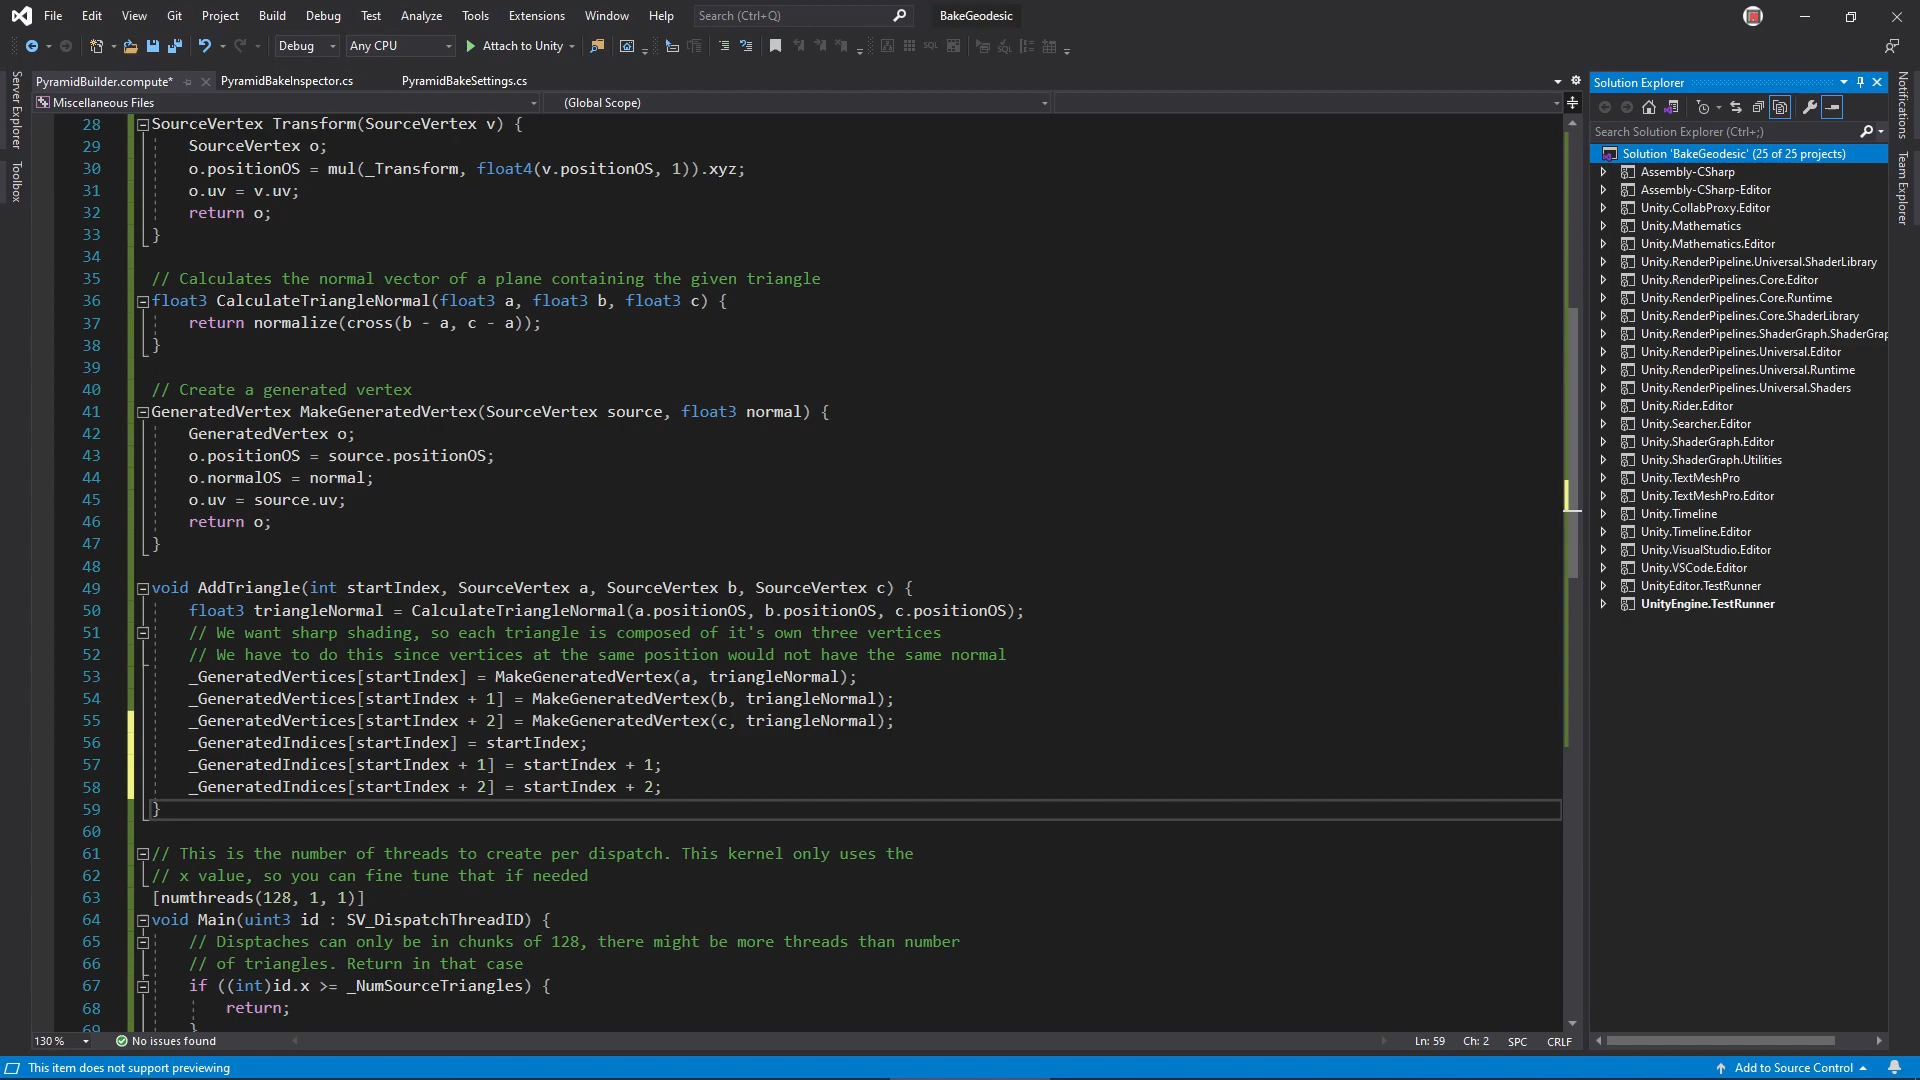 File Edit View Git Project Build Debug Test Analyze Tools Extensions Window Help Search (Ctrl+Q) BakeGeodesic
Debug Any CPU Attach to Unity
PyramidBuilder.compute* PyramidBakeInspector.cs PyramidBakeSettings.cs
Miscellaneous Files (Global Scope)
Server Explorer
Toolbox
28 SourceVertex Transform(SourceVertex v) {
29 SourceVertex o;
30 o.positionOS = mul(_Transform, float4(v.positionOS, 1)).xyz;
31 o.uv = v.uv;
32 return o;
33 }
34
35 // Calculates the normal vector of a plane containing the given triangle
36 float3 CalculateTriangleNormal(float3 a, float3 b, float3 c) {
37 return normalize(cross(b - a, c - a));
38 }
39
40 // Create a generated vertex
41 GeneratedVertex MakeGeneratedVertex(SourceVertex source, float3 normal) {
42 GeneratedVertex o;
43 o.positionOS = source.positionOS;
44 o.normalOS = normal;
45 o.uv = source.uv;
46 return o;
47 }
48
49 void AddTriangle(int startIndex, SourceVertex a, SourceVertex b, SourceVertex c) {
50 float3 triangleNormal = CalculateTriangleNormal(a.positionOS, b.positionOS, c.positionOS);
51 // We want sharp shading, so each triangle is composed of it's own three vertices
52 // We have to do this since vertices at the same position would not have the same normal
53 _GeneratedVertices[startIndex] = MakeGeneratedVertex(a, triangleNormal);
54 _GeneratedVertices[startIndex + 1] = MakeGeneratedVertex(b, triangleNormal);
55 _GeneratedVertices[startIndex + 2] = MakeGeneratedVertex(c, triangleNormal);
56 _GeneratedIndices[startIndex] = startIndex;
57 _GeneratedIndices[startIndex + 1] = startIndex + 1;
58 _GeneratedIndices[startIndex + 2] = startIndex + 2;
59 }
60
61 // This is the number of threads to create per dispatch. This kernel only uses the
62 // x value, so you can fine tune that if needed
63 [numthreads(128, 1, 1)]
64 void Main(uint3 id : SV_DispatchThreadID) {
65 // Disptaches can only be in chunks of 128, there might be more threads than number
66 // of triangles. Return in that case
67 if ((int)id.x >= _NumSourceTriangles) {
68 return;
69 }
130 % No issues found Ln: 59 Ch: 2 SPC CRLF
Solution Explorer
Search Solution Explorer (Ctrl+;)
Solution 'BakeGeodesic' (25 of 25 projects)
Assembly-CSharp
Assembly-CSharp-Editor
Unity.CollabProxy.Editor
Unity.Mathematics
Unity.Mathematics.Editor
Unity.RenderPipeline.Universal.ShaderLibrary
Unity.RenderPipelines.Core.Editor
Unity.RenderPipelines.Core.Runtime
Unity.RenderPipelines.Core.ShaderLibrary
Unity.RenderPipelines.ShaderGraph.ShaderGrap
Unity.RenderPipelines.Universal.Editor
Unity.RenderPipelines.Universal.Runtime
Unity.RenderPipelines.Universal.Shaders
Unity.Rider.Editor
Unity.Searcher.Editor
Unity.ShaderGraph.Editor
Unity.ShaderGraph.Utilities
Unity.TextMeshPro
Unity.TextMeshPro.Editor
Unity.Timeline
Unity.Timeline.Editor
Unity.VisualStudio.Editor
Unity.VSCode.Editor
UnityEditor.TestRunner
UnityEngine.TestRunner
Notifications
Team Explorer
This item does not support previewing Add to Source Control